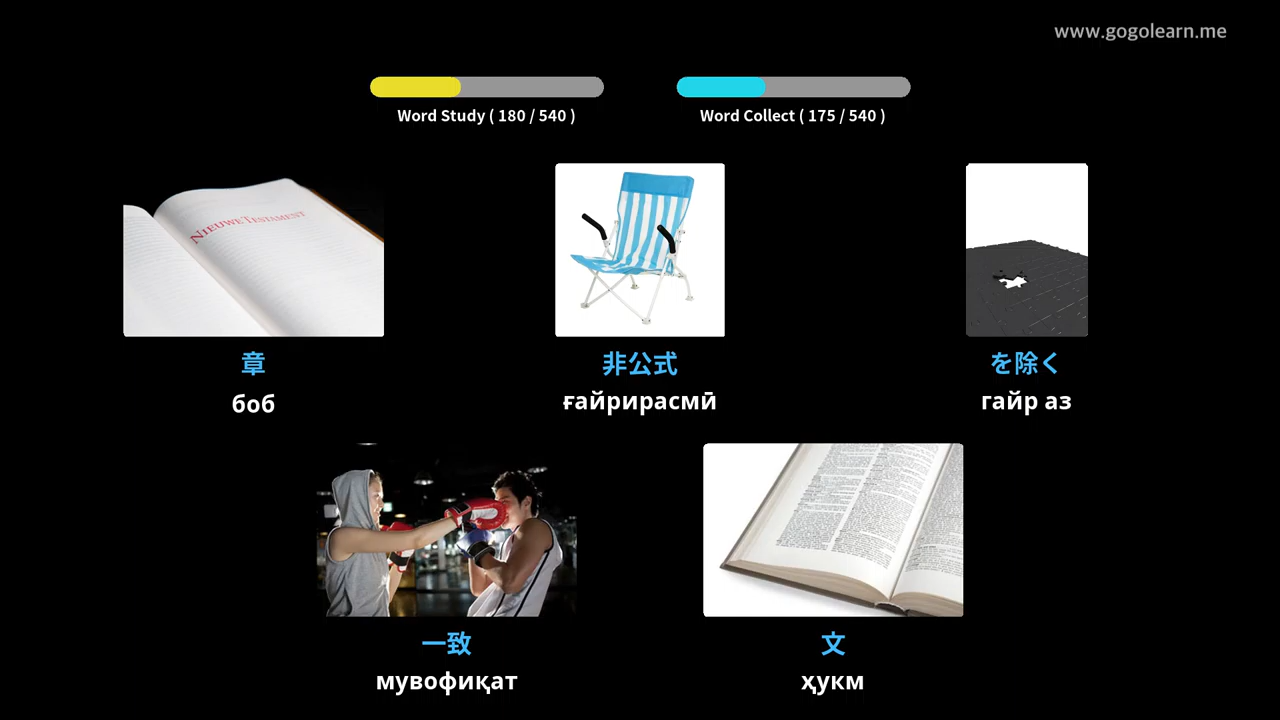 www.gogolearn.me
Word Study ( 180 / 540 )
Word Collect ( 175 / 540 )
NIEUWE TESTAMENT
章
боб
非公式
ғайрирасмӣ
を除く
гайр аз
一致
мувофиқат
文
ҳукм